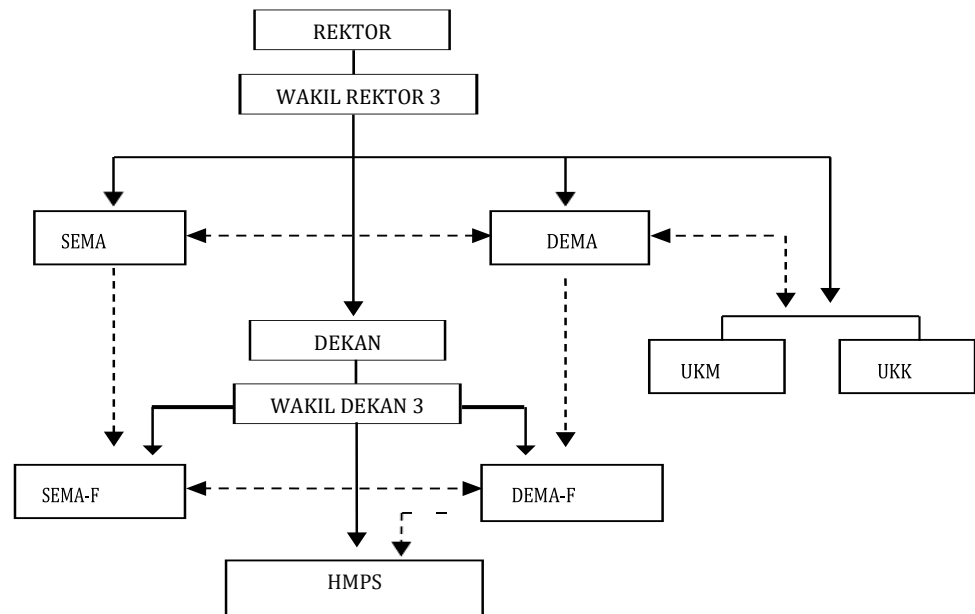 REKTOR
WAKIL REKTOR 3
SEMA
DEMA
DEKAN
UKM
UKK
WAKIL DEKAN 3
SEMA-F
DEMA-F
HMPS